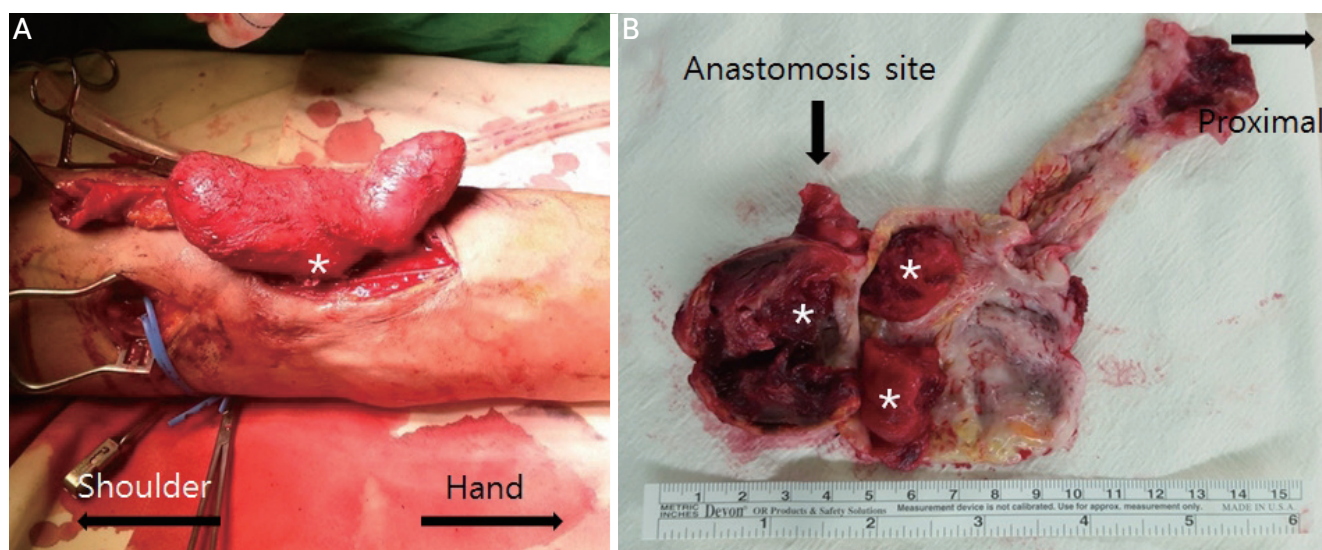 A
Shoulder
Hand
B
Anastomosis site
Proximal
1 2 3 4 5 6 7 8 9 10 11 12 13 14 15
METRIC
INCHES
Devon® OR Products & Safety Solutions Measurement device is not calibrated. Use for approx. measurement only. MADE IN U.S.A.
1 2 3 4 5 6